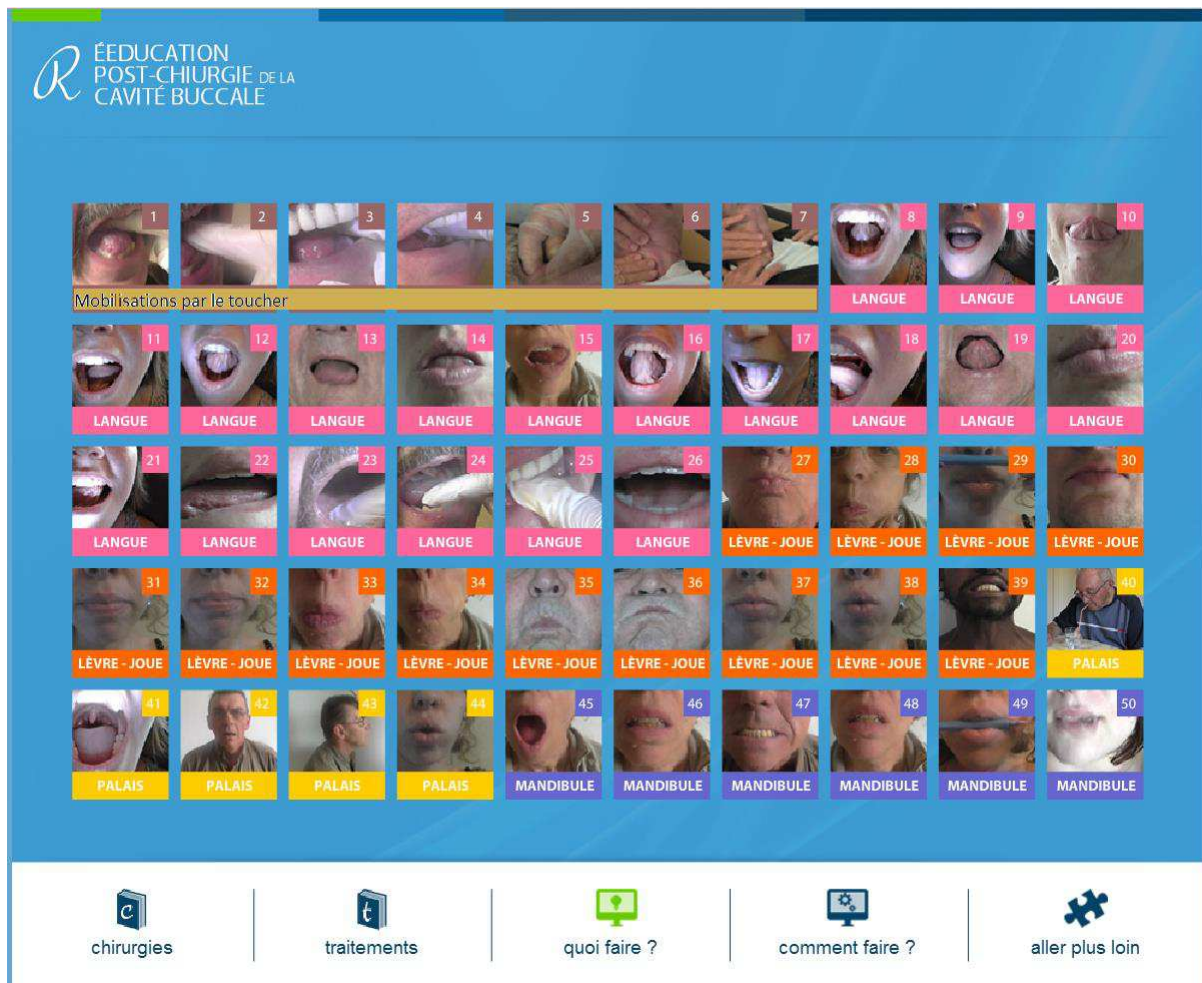 RÉEDUCATION
POST-CHIURGIE DE LA
CAVITÉ BUCCALE
1 2 3 4 5 6 7 8 9 10
Mobilisations par le toucher LANGUE LANGUE LANGUE
11 12 13 14 15 16 17 18 19 20
LANGUE LANGUE LANGUE LANGUE LANGUE LANGUE LANGUE LANGUE LANGUE LANGUE
21 22 23 24 25 26 27 28 29 30
LANGUE LANGUE LANGUE LANGUE LANGUE LANGUE LÈVRE - JOUE LÈVRE - JOUE LÈVRE - JOUE LÈVRE - JOUE
31 32 33 34 35 36 37 38 39 40
LÈVRE - JOUE LÈVRE - JOUE LÈVRE - JOUE LÈVRE - JOUE LÈVRE - JOUE LÈVRE - JOUE LÈVRE - JOUE LÈVRE - JOUE LÈVRE - JOUE PALAIS
41 42 43 44 45 46 47 48 49 50
PALAIS PALAIS PALAIS PALAIS MANDIBULE MANDIBULE MANDIBULE MANDIBULE MANDIBULE MANDIBULE
c t
chirurgies traitements quoi faire ? comment faire ? aller plus loin